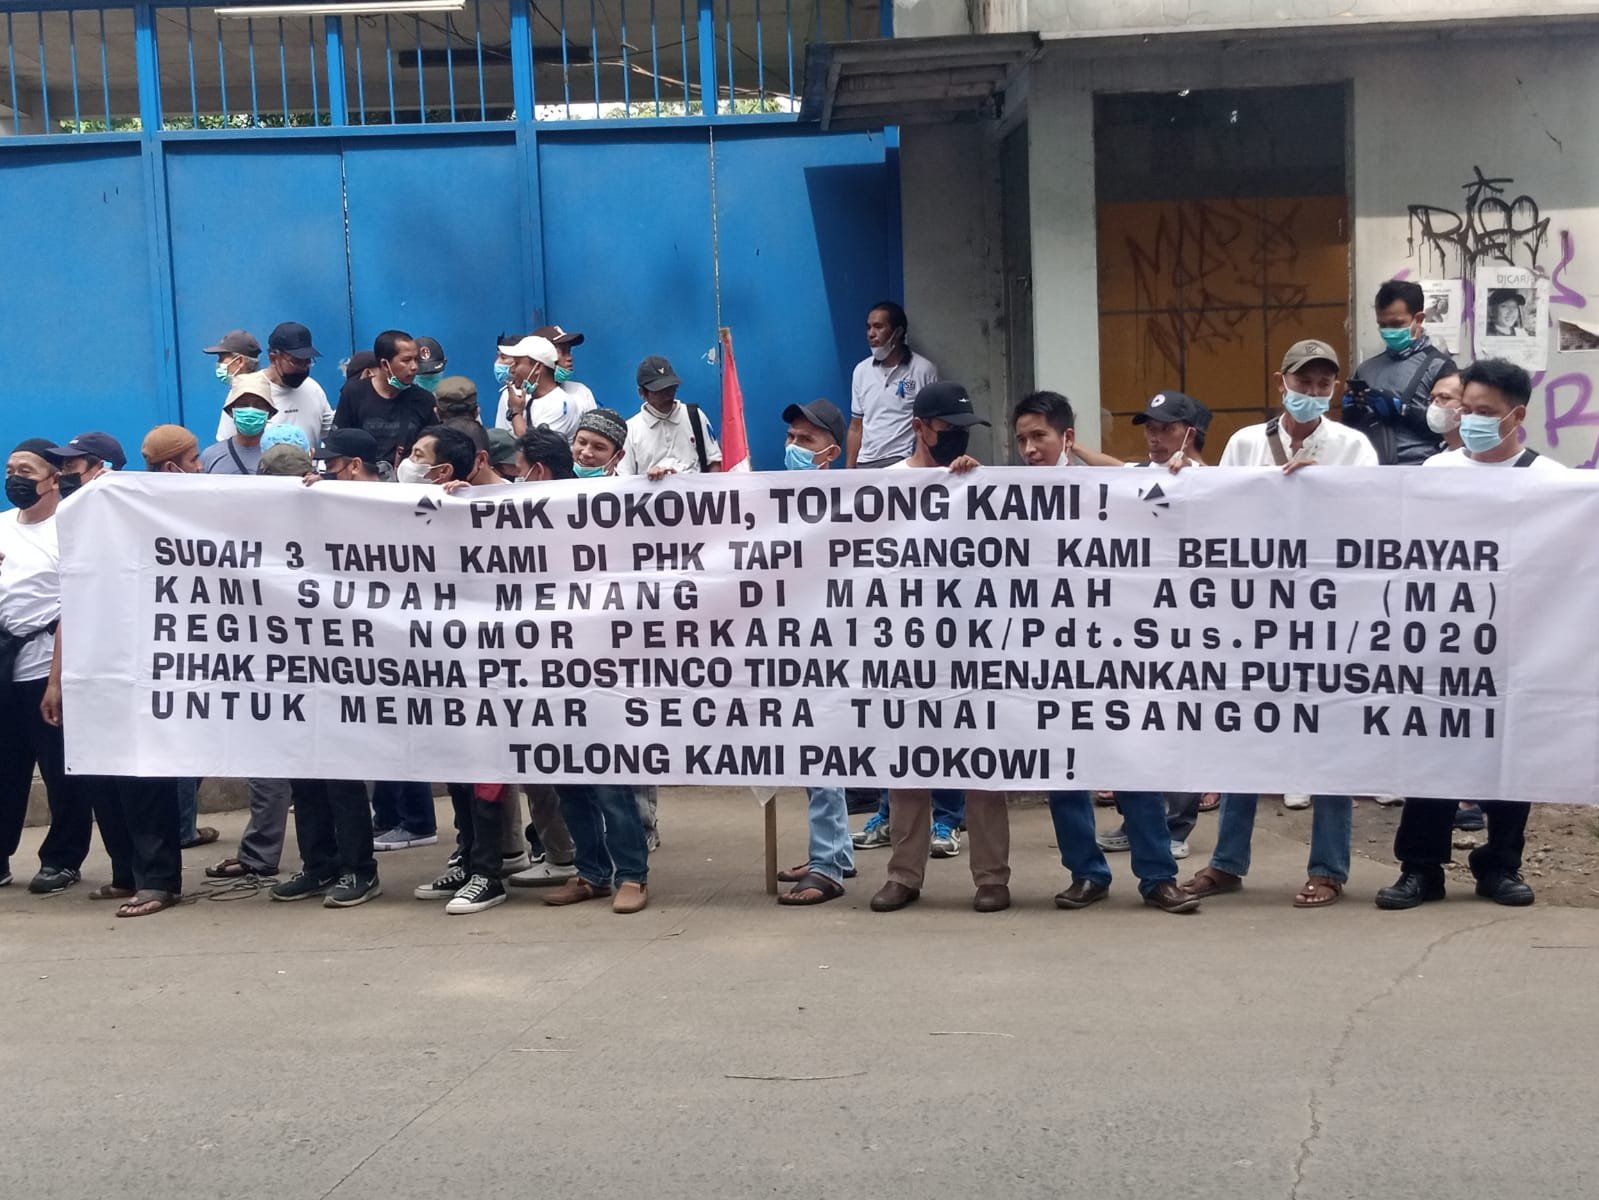 PAK JOKOWI, TOLONG KAMI !
SUDAH 3 TAHUN KAMI DI PHK TAPI PESANGON KAMI BELUM DIBAYAR
KAMI SUDAH MENANG DI MAHKAMAH AGUNG (MA)
REGISTER NOMOR PERKARA1360K/Pdt.Sus.PHI/2020
PIHAK PENGUSAHA PT. BOSTINCO TIDAK MAU MENJALANKAN PUTUSAN MA
UNTUK MEMBAYAR SECARA TUNAI PESANGON KAMI
TOLONG KAMI PAK JOKOWI !
DICARI